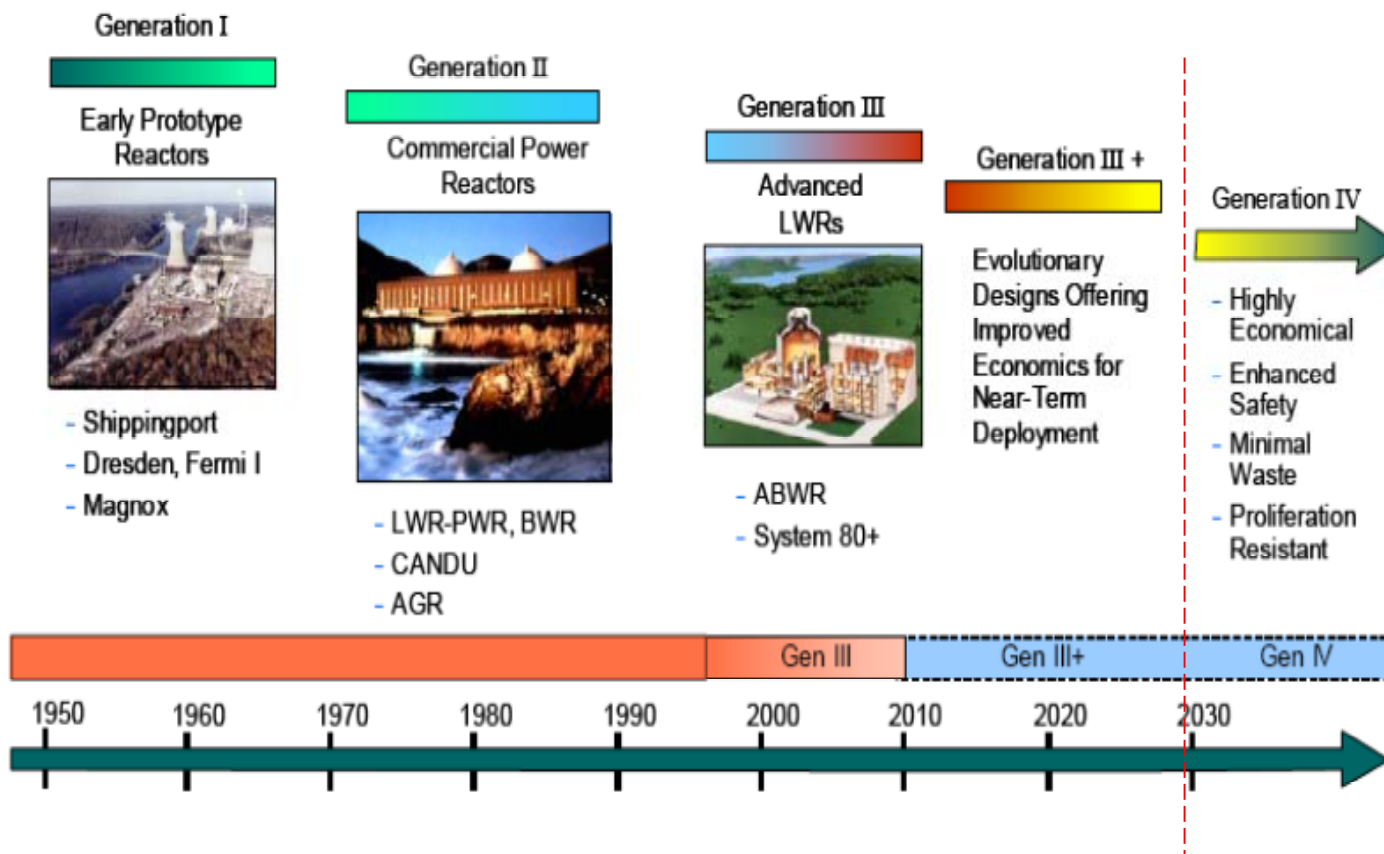 Generation I
Early Prototype
Reactors
- Shippingport
- Dresden, Fermi I
- Magnox
Generation II
Commercial Power
Reactors
- LWR-PWR, BWR
- CANDU
- AGR
Generation III
Advanced
LWRs
- ABWR
- System 80+
Generation III +
Evolutionary
Designs Offering
Improved
Economics for
Near-Term
Deployment
Generation IV
- Highly
Economical
- Enhanced
Safety
- Minimal
Waste
- Proliferation
Resistant
Gen III
Gen III+
Gen IV
1950 1960 1970 1980 1990 2000 2010 2020 2030